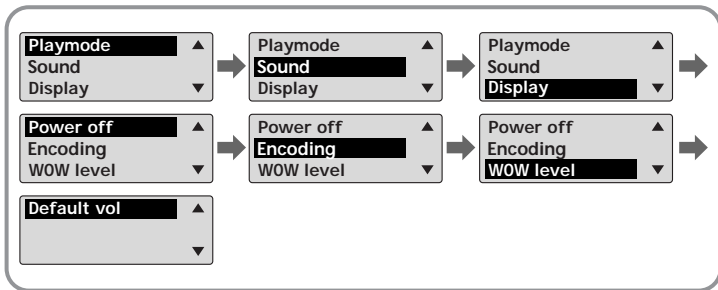 Playmode
Sound
Display
Playmode
Sound
Display
Playmode
Sound
Display
Power off
Encoding
WOW level
Power off
Encoding
WOW level
Power off
Encoding
WOW level
Default vol